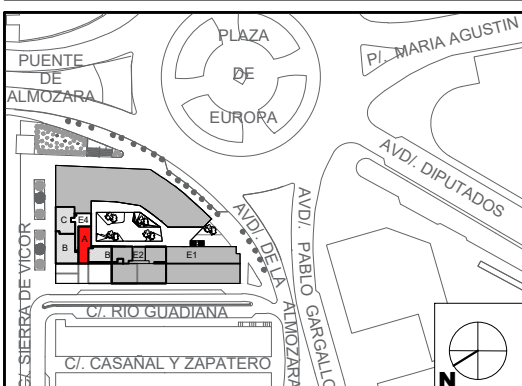 PLAZA
DE
EUROPA
P/. MARIA AGUSTIN
PUENTE
DE
ALMOZARA
AVD/. DIPUTADOS
AVD/. DE LA ALMOZARA
AVD/. PABLO GARGALLO
C/. SIERRA DE VICOR
C
E4
A
B
B
E2
E1
C/. RIO GUADIANA
C/. CASAÑAL Y ZAPATERO
N